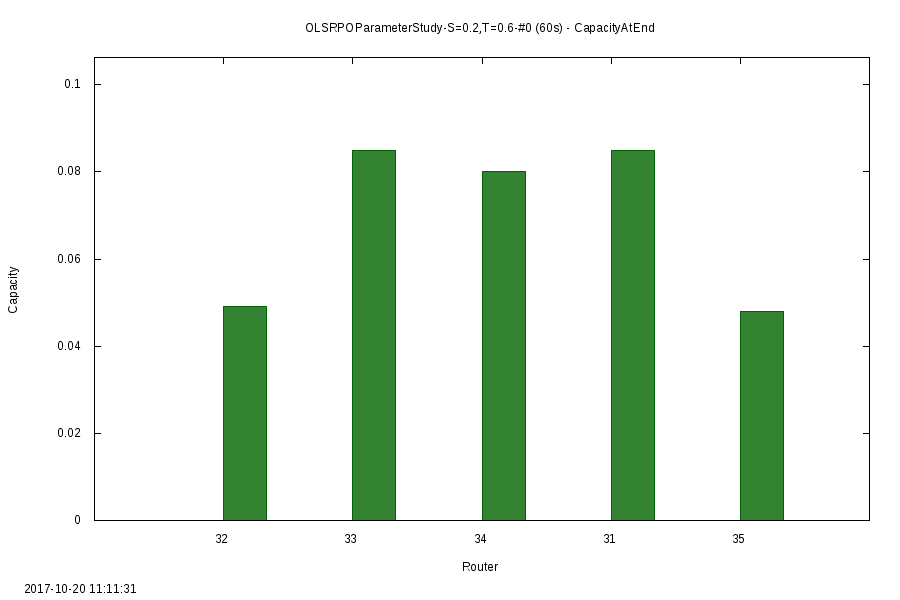 OLSRPOParameterStudy-S=0.2,T=0.6-#0 (60s) - CapacityAtEnd
0.1
0.08
0.06
0.04
0.02
0
Capacity
32 33 34 31 35
Router
2017-10-20 11:11:31